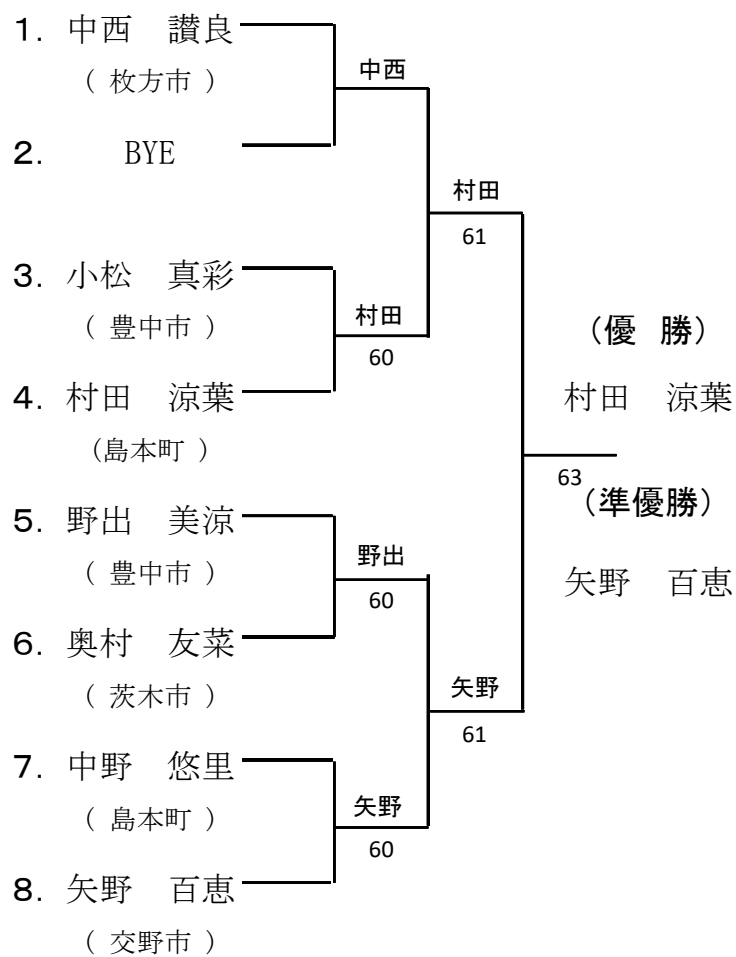 1. 中西　讃良
（ 枚方市 ）
中西
2. BYE
村田
61
3. 小松　真彩
（ 豊中市 ）
村田
60
4. 村田　涼葉
（島本町 ）
（優　勝）
村田　涼葉
63
（準優勝）
矢野　百恵
5. 野出　美涼
（ 豊中市 ）
野出
60
6. 奥村　友菜
（ 茨木市 ）
矢野
61
7. 中野　悠里
（ 島本町 ）
矢野
60
8. 矢野　百恵
（ 交野市 ）